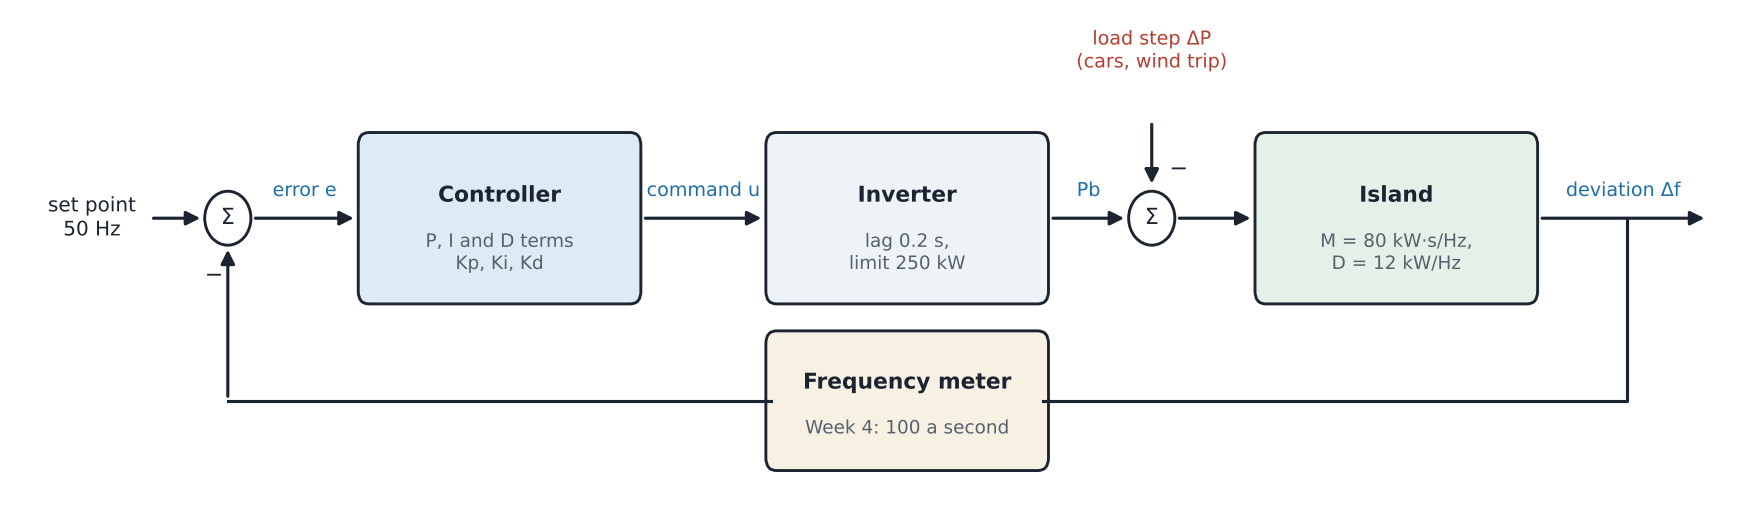 load step ΔP
(cars, wind trip)
set point
50 Hz
Σ
−
error e
Controller
P, I and D terms
Kp, Ki, Kd
command u
Inverter
lag 0.2 s,
limit 250 kW
Pb
Σ
−
Island
M = 80 kW·s/Hz,
D = 12 kW/Hz
deviation Δf
Frequency meter
Week 4: 100 a second